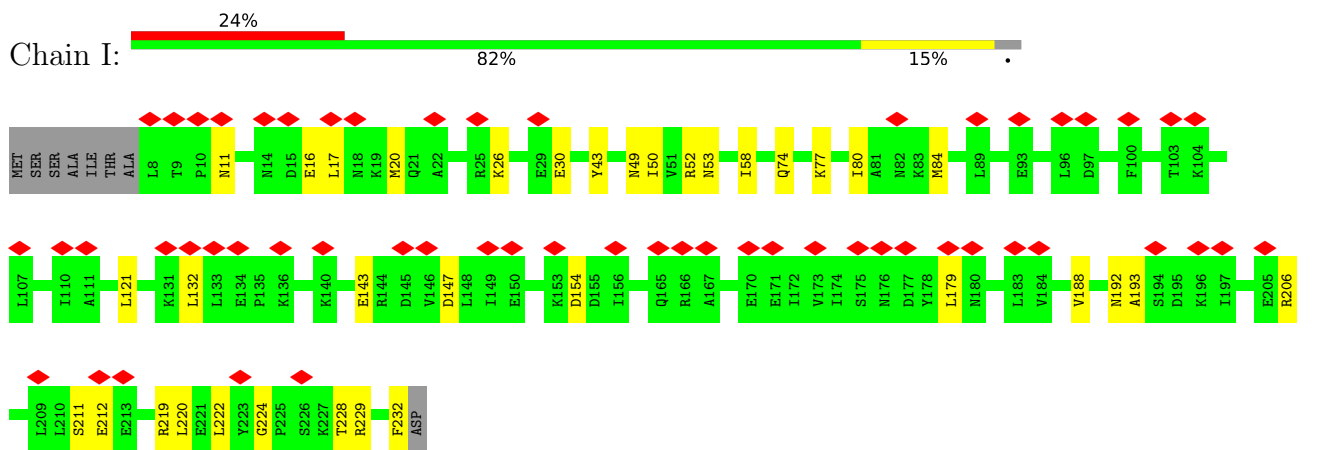 24%
Chain I:
82% 15% •
MET SER SER ALA ILE THR ALA L8 T9 P10 N11 N14 D15 E16 L17 N18 K19 M20 Q21 A22 R25 K26 E29 E30 Y43 N49 I50 V51 R52 N53 I58 Q74 K77 I80 A81 N82 K83 M84 L89 E93 L96 D97 F100 T103 K104
L107 I110 A111 L121 K131 L132 L133 E134 P135 K136 K140 E143 R144 D145 V146 D147 L148 I149 E150 K153 D154 D155 I156 Q165 R166 A167 E170 E171 I172 V173 I174 S175 N176 D177 Y178 L179 N180 L183 V184 V188 N192 A193 S194 D195 K196 I197 E205 R206
L209 L210 S211 E212 E213 R219 L220 E221 L222 Y223 G224 P225 S226 K227 T228 R229 F232 ASP